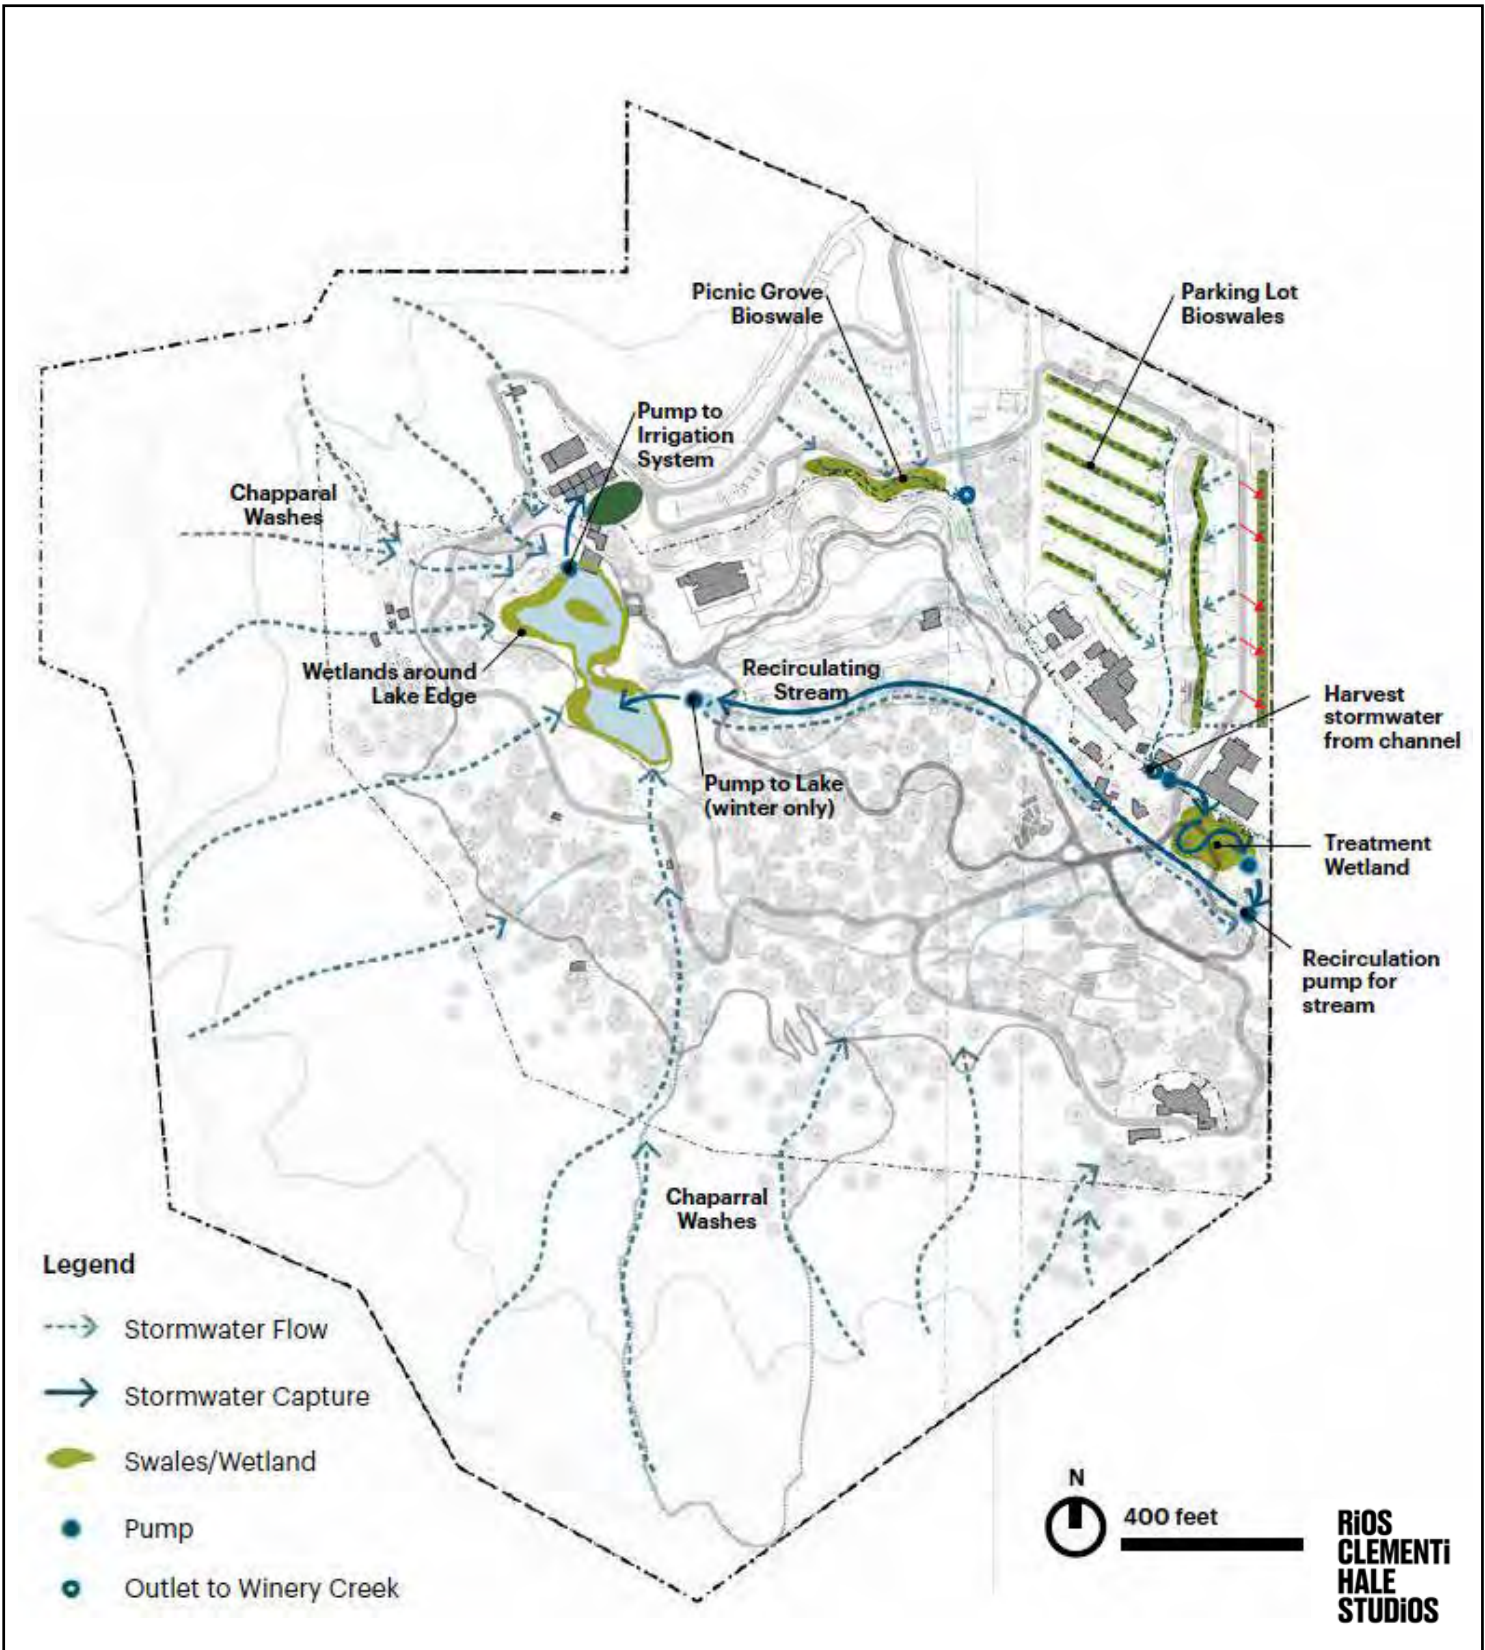 Picnic Grove
Bioswale
Parking Lot
Bioswales
Pump to
Irrigation
System
Chapparal
Washes
Wetlands around
Lake Edge
Recirculating
Stream
Harvest
stormwater
from channel
Pump to Lake
(winter only)
Treatment
Wetland
Recirculation
pump for
stream
Chaparral
Washes
Legend
Stormwater Flow
Stormwater Capture
Swales/Wetland
Pump
Outlet to Winery Creek
N
400 feet
RiOS
CLEMENTi
HALE
STUDiOS